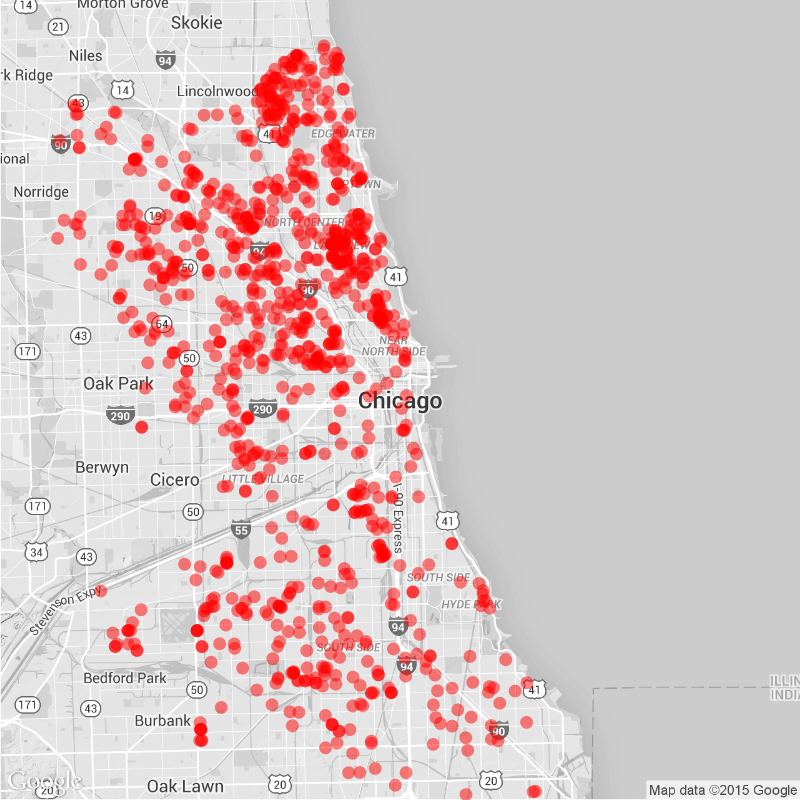 14
Morton Grove
21
Skokie
Niles
94
rk Ridge
14
Lincolnwood
43
41
EDGEWATER
90
ional
Norridge
19
NORTH CENTER
94
50
41
90
64
43
NEAR
NORTH SIDE
171
50
Oak Park
290
290
Chicago
Berwyn
Cicero
LITTLE VILLAGE
171
50
I-90 Express
41
55
34
43
SOUTH SIDE
Stevenson Expy
HYDE PARK
94
SOUTH SIDE
94
Bedford Park
ILLIN
INDIA
50
41
171
43
Burbank
90
Google
20
Oak Lawn
20
20
Map data ©2015 Google